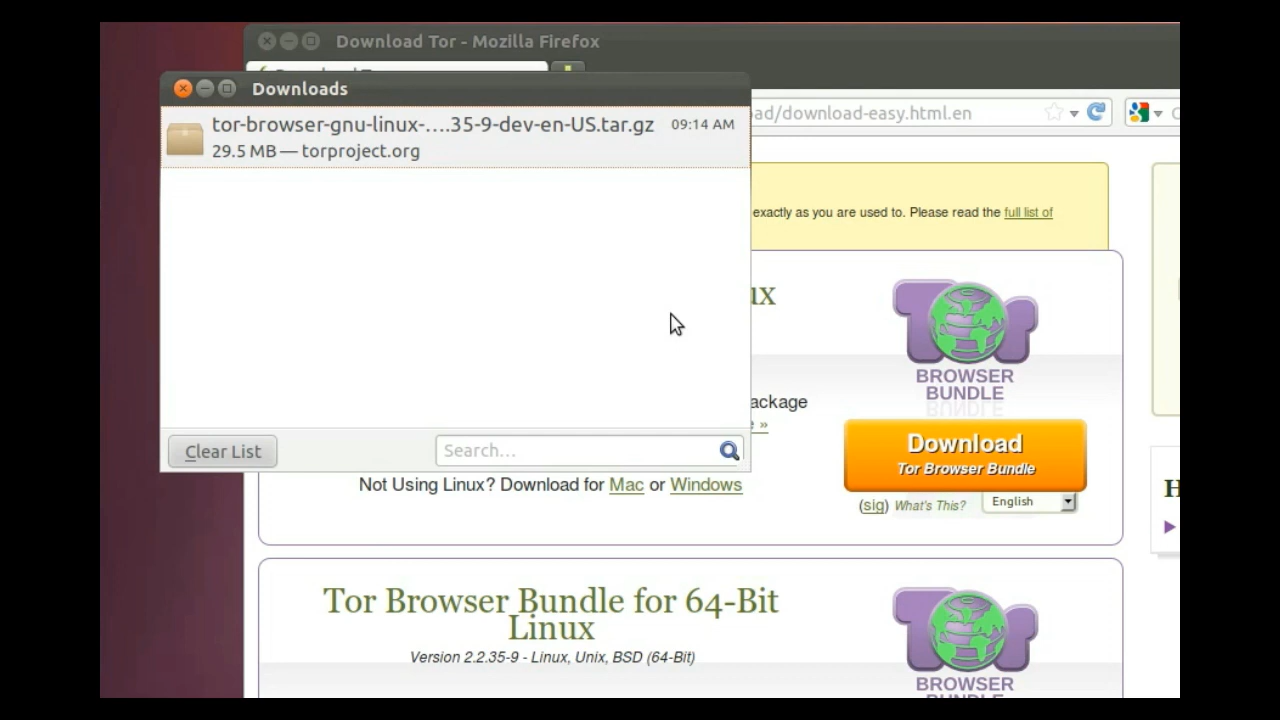 Download Tor - Mozilla Firefox
Downloads
tor-browser-gnu-linux-....35-9-dev-en-US.tar.gz
09:14 AM
29.5 MB — torproject.org
ad/download-easy.html.en
exactly as you are used to. Please read the full list of
ux
BROWSER
BUNDLE
ackage
e »
Clear List
Search...
Download
Tor Browser Bundle
Not Using Linux? Download for Mac or Windows
(sig) What's This?
English
H
Tor Browser Bundle for 64-Bit
Linux
Version 2.2.35-9 - Linux, Unix, BSD (64-Bit)
Tor
BROWSER